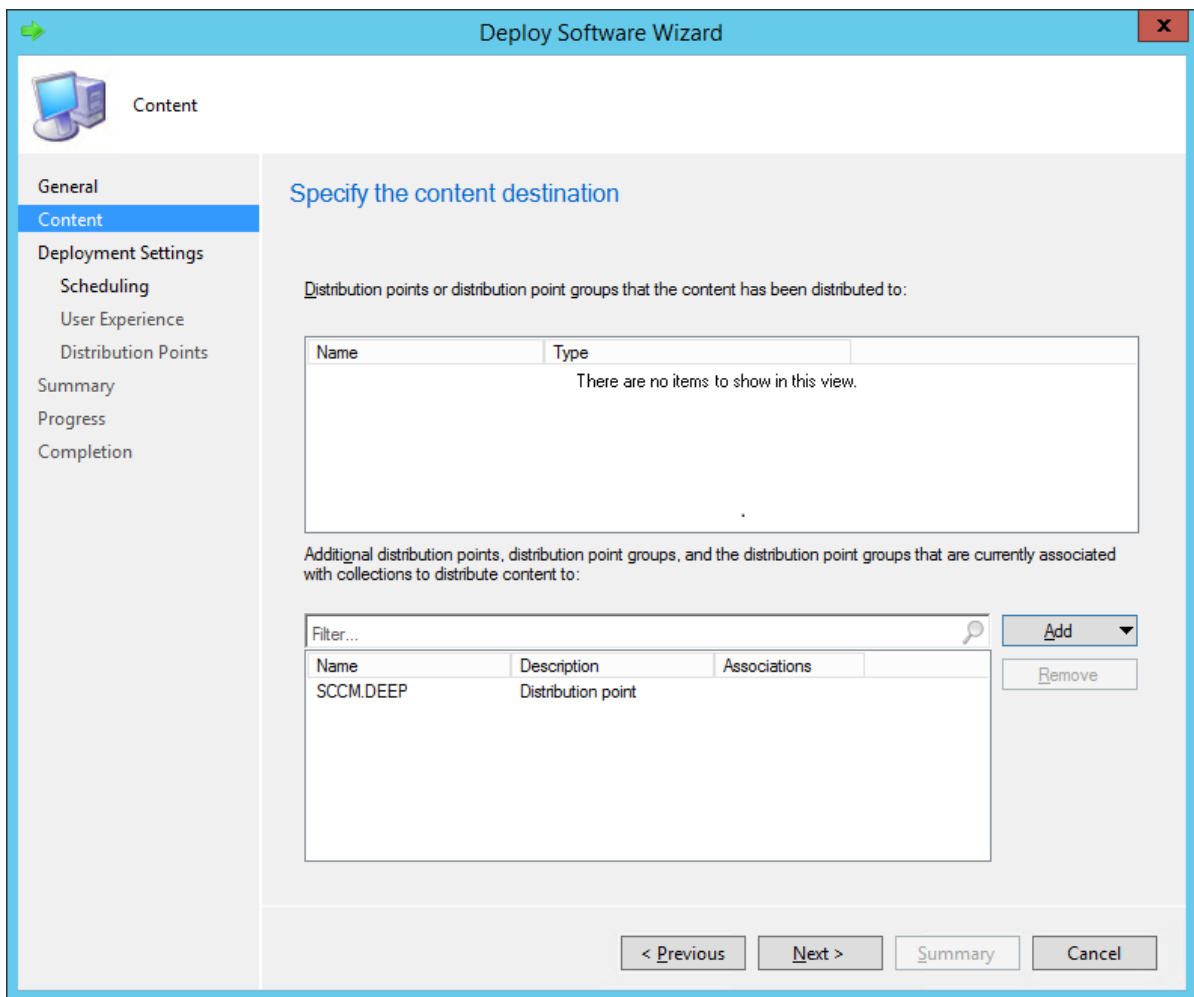 Deploy Software Wizard
x
Content
General
Content
Deployment Settings
Scheduling
User Experience
Distribution Points
Summary
Progress
Completion
Specify the content destination
Distribution points or distribution point groups that the content has been distributed to:
Name Type
There are no items to show in this view.
Additional distribution points, distribution point groups, and the distribution point groups that are currently associated
with collections to distribute content to:
Filter...
Add
Name Description Associations
Remove
SCCM.DEEP Distribution point
< Previous Next > Summary Cancel